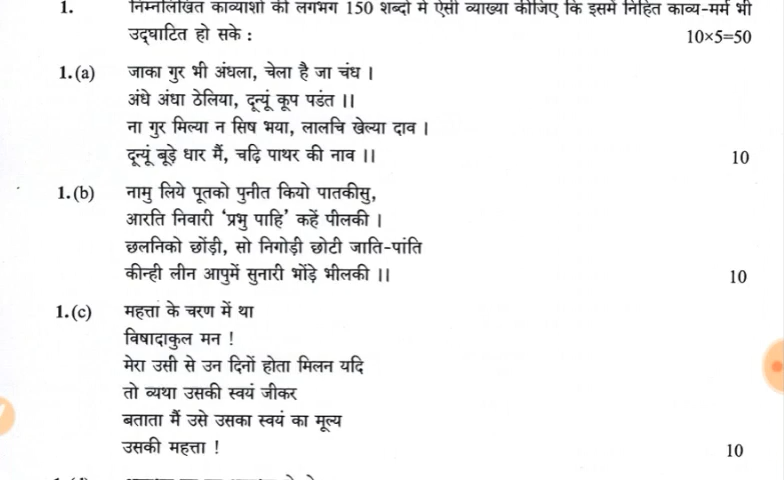 1. निम्नलिखित काव्यांशों की लगभग 150 शब्दों में ऐसी व्याख्या कीजिए कि इसमें निहित काव्य-मर्म भी
उद्घाटित हो सके : 10×5=50
1.(a) जाका गुर भी अंधला, चेला है जा चंध ।
अंधे अंधा ठेलिया, दून्यूं कूप पडंत ।।
ना गुर मिल्या न सिष भया, लालचि खेल्या दाव ।
दून्यूं बूड़े धार मैं, चढ़ि पाथर की नाव ।। 10
1.(b) नामु लिये पूतको पुनीत कियो पातकीसु,
आरति निवारी ‘प्रभु पाहि’ कहें पीलकी ।
छलनिको छोंड़ी, सो निगोड़ी छोटी जाति-पांति
कीन्ही लीन आपुमें सुनारी भोंड़े भीलकी ।। 10
1.(c) महत्ता के चरण में था
विषादाकुल मन !
मेरा उसी से उन दिनों होता मिलन यदि
तो व्यथा उसकी स्वयं जीकर
बताता मैं उसे उसका स्वयं का मूल्य
उसकी महत्ता ! 10